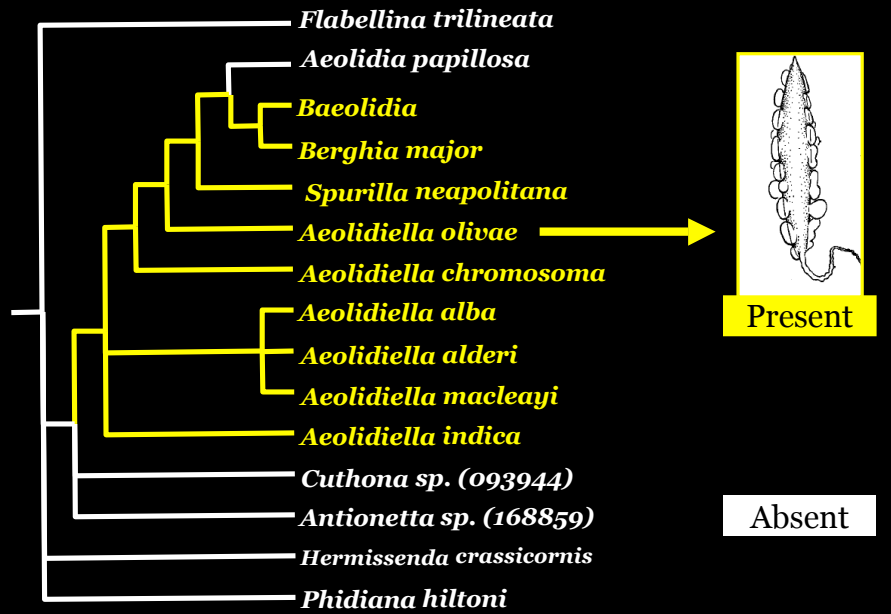 Flabellina trilineata
Aeolidia papillosa
Baeolidia
Berghia major
Spurilla neapolitana
Aeolidiella olivae
Aeolidiella chromosoma
Aeolidiella alba
Present
Aeolidiella alderi
Aeolidiella macleayi
Aeolidiella indica
Cuthona sp. (093944)
Antionetta sp. (168859)
Absent
Hermissenda crassicornis
Phidiana hiltoni